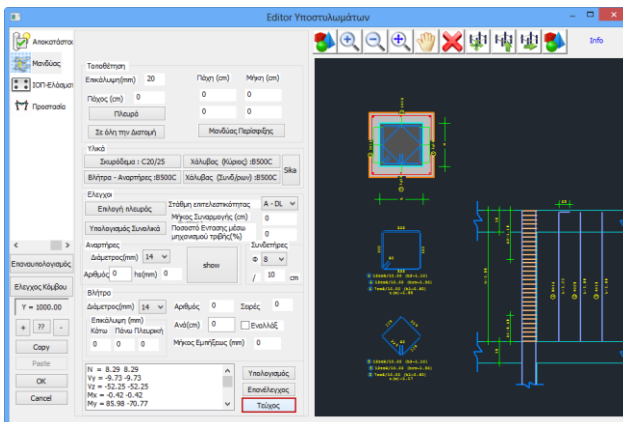 Editor Υποστυλωμάτων
Info
Αποκατάστασ
Μανδύας
ΙΟΠ-Ελάσματ
Προστασία
Τοποθέτηση
Επικάλυψη(mm) 20
Πάχη (cm) Μήκη (cm)
Πάχος (cm) 0
0 0
Πλευρό
0 0
Σε όλη την Διατομή
Μανδύας Περίσφιξης
Υλικά
Σκυρόδεμα : C20/25
Χάλυβας (Κύριος) :B500C
Sika
Βλήτρα - Αναρτήρες :B500C
Χάλυβας (Συνδ/ρων) :B500C
Ελεγχοι
Επιλογή πλευρός
Στάθμη επιτελεστικότητας A - DL
Μήκος Συναρμογής (cm) 0
Υπολογισμός Συνολικά
Ποσοστό Εντασης μέσω μηχανισμού τριβής(%) 0
Αναρτήρες
Συνδετήρες
Διάμετρος(mm) 14
show
Φ 8
Αριθμός 0 hs(mm) 0
/ 10 cm
Βλήτρα
Διάμετρος(mm) 14
Αριθμός 0
Σειρές 0
Επικάλυψη (mm)
Κάτω Πάνω Πλευρική
Ανά(cm) 0
Εναλλάξ
0 0 0
Μήκος Εμπήξεως (mm) 0
N = 8.29 8.29
Vy = -9.73 -9.73
Vz = -52.25 -52.25
Mx = -0.42 -0.42
My = 85.98 -70.77
Υπολογισμός
Επανέλεγχος
Τεύχος
Επανυπολογισμός
Ελεγχος Κόμβου
Y = 1000.00
+ ?? -
Copy
Paste
OK
Cancel